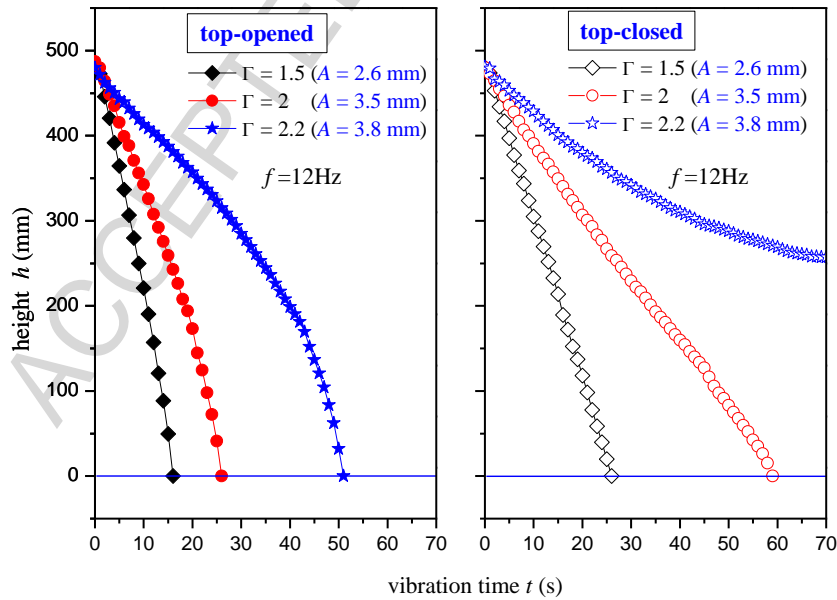 ACCEPTE
top-opened
Γ = 1.5 (A = 2.6 mm)
Γ = 2 (A = 3.5 mm)
Γ = 2.2 (A = 3.8 mm)
f =12Hz
top-closed
Γ = 1.5 (A = 2.6 mm)
Γ = 2 (A = 3.5 mm)
Γ = 2.2 (A = 3.8 mm)
f =12Hz
height h (mm)
500
400
300
200
100
0
0 10 20 30 40 50 60 70
0 10 20 30 40 50 60 70
vibration time t (s)